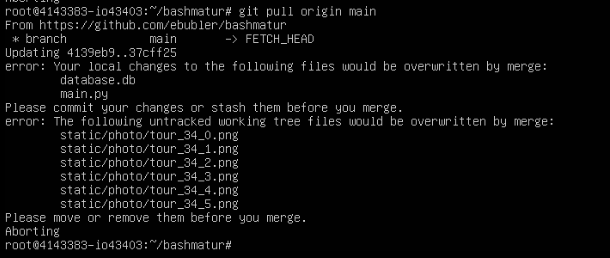 Aborting
root@4143383-io43403:~/bashmatur# git pull origin main
From https://github.com/ebubler/bashmatur
 * branch            main       -> FETCH_HEAD
Updating 4139eb9..37cff25
error: Your local changes to the following files would be overwritten by merge:
        database.db
        main.py
Please commit your changes or stash them before you merge.
error: The following untracked working tree files would be overwritten by merge:
        static/photo/tour_34_0.png
        static/photo/tour_34_1.png
        static/photo/tour_34_2.png
        static/photo/tour_34_3.png
        static/photo/tour_34_4.png
        static/photo/tour_34_5.png
Please move or remove them before you merge.
Aborting
root@4143383-io43403:~/bashmatur#